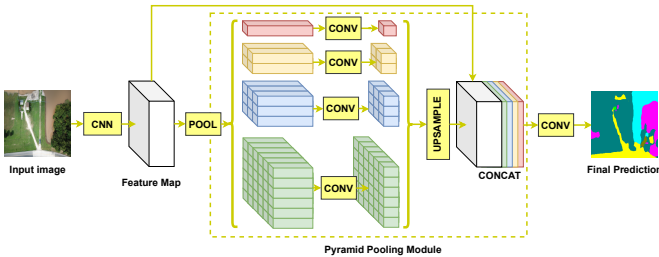 CONV
CONV
CNN
POOL
CONV
UPSAMPLE
CONV
Input image
Feature Map
CONCAT
Final Prediction
CONV
Pyramid Pooling Module